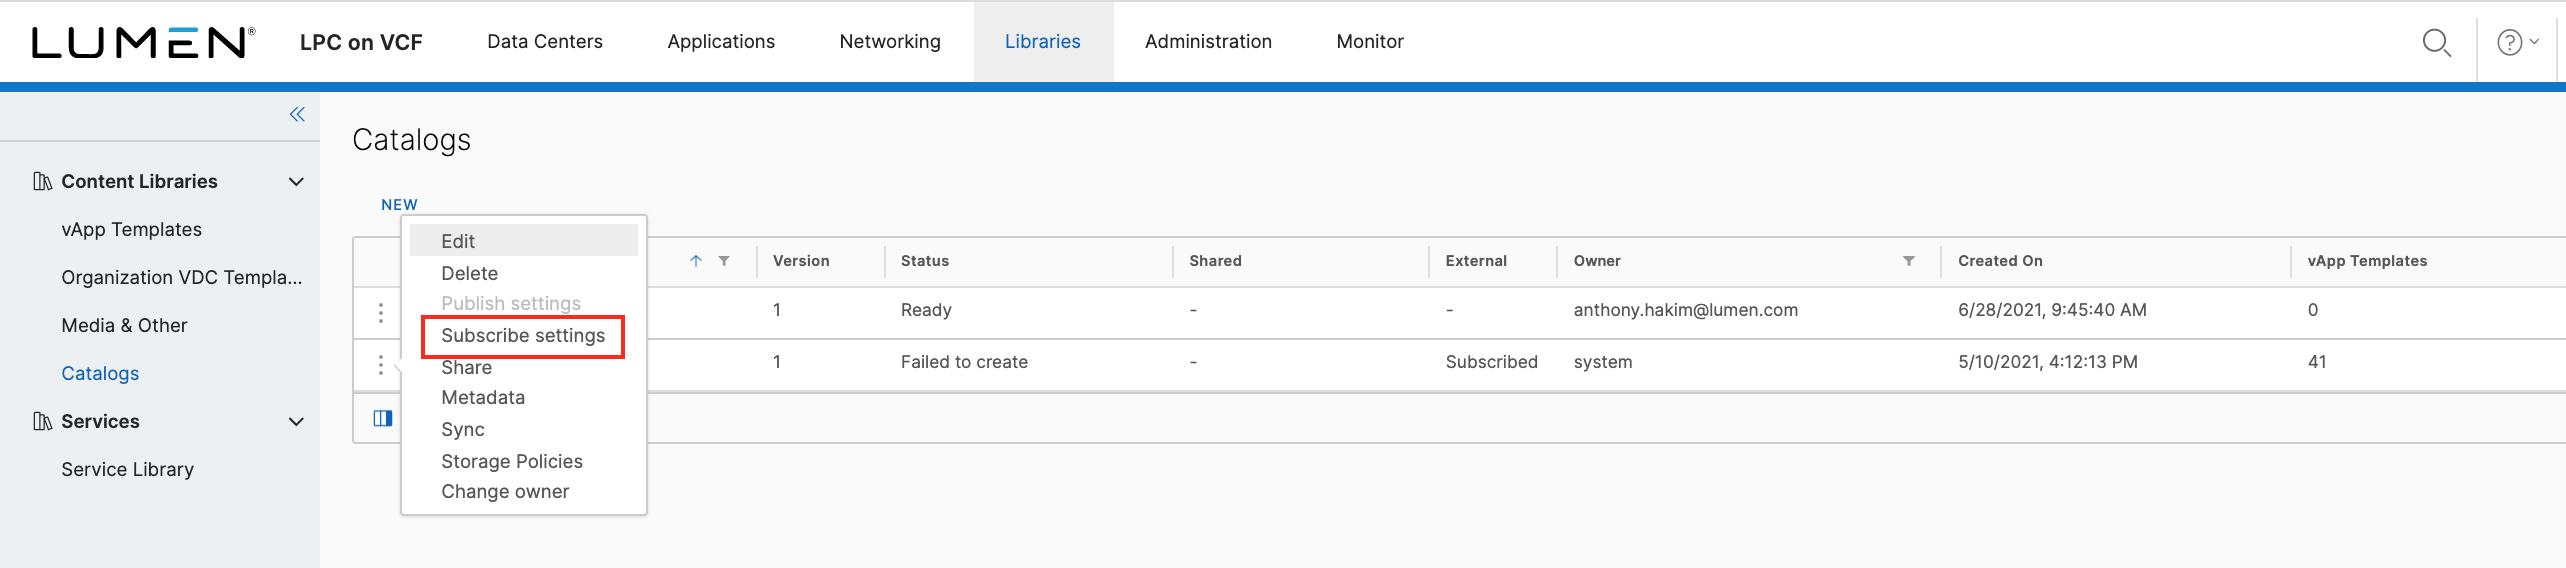 LUMEN® LPC on VCF Data Centers Applications Networking Libraries Administration Monitor ?
Content Libraries
vApp Templates
Organization VDC Templa...
Media & Other
Catalogs
Services
Service Library
Catalogs
NEW
Edit
Delete
Publish settings
Subscribe settings
Share
Metadata
Sync
Storage Policies
Change owner
Version Status Shared External Owner Created On vApp Templates
1 Ready - - anthony.hakim@lumen.com 6/28/2021, 9:45:40 AM 0
1 Failed to create - Subscribed system 5/10/2021, 4:12:13 PM 41